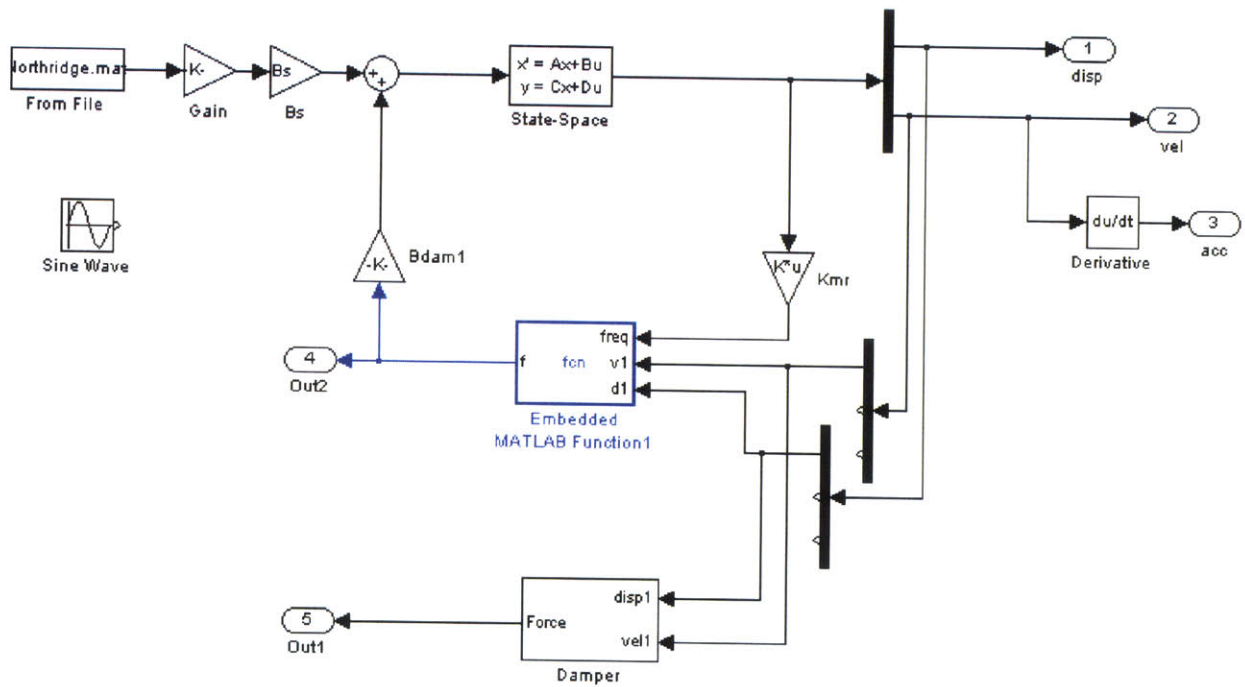 Northridge.mat
From File
K-
Gain
Bs
Bs
+
+
x' = Ax+Bu
y = Cx+Du
State-Space
1
disp
2
vel
du/dt
Derivative
3
acc
Sine Wave
-K-
Bdam1
K*u
Kmr
4
Out2
f
fcn
freq
v1
d1
Embedded
MATLAB Function1
5
Out1
Force
disp1
vel1
Damper